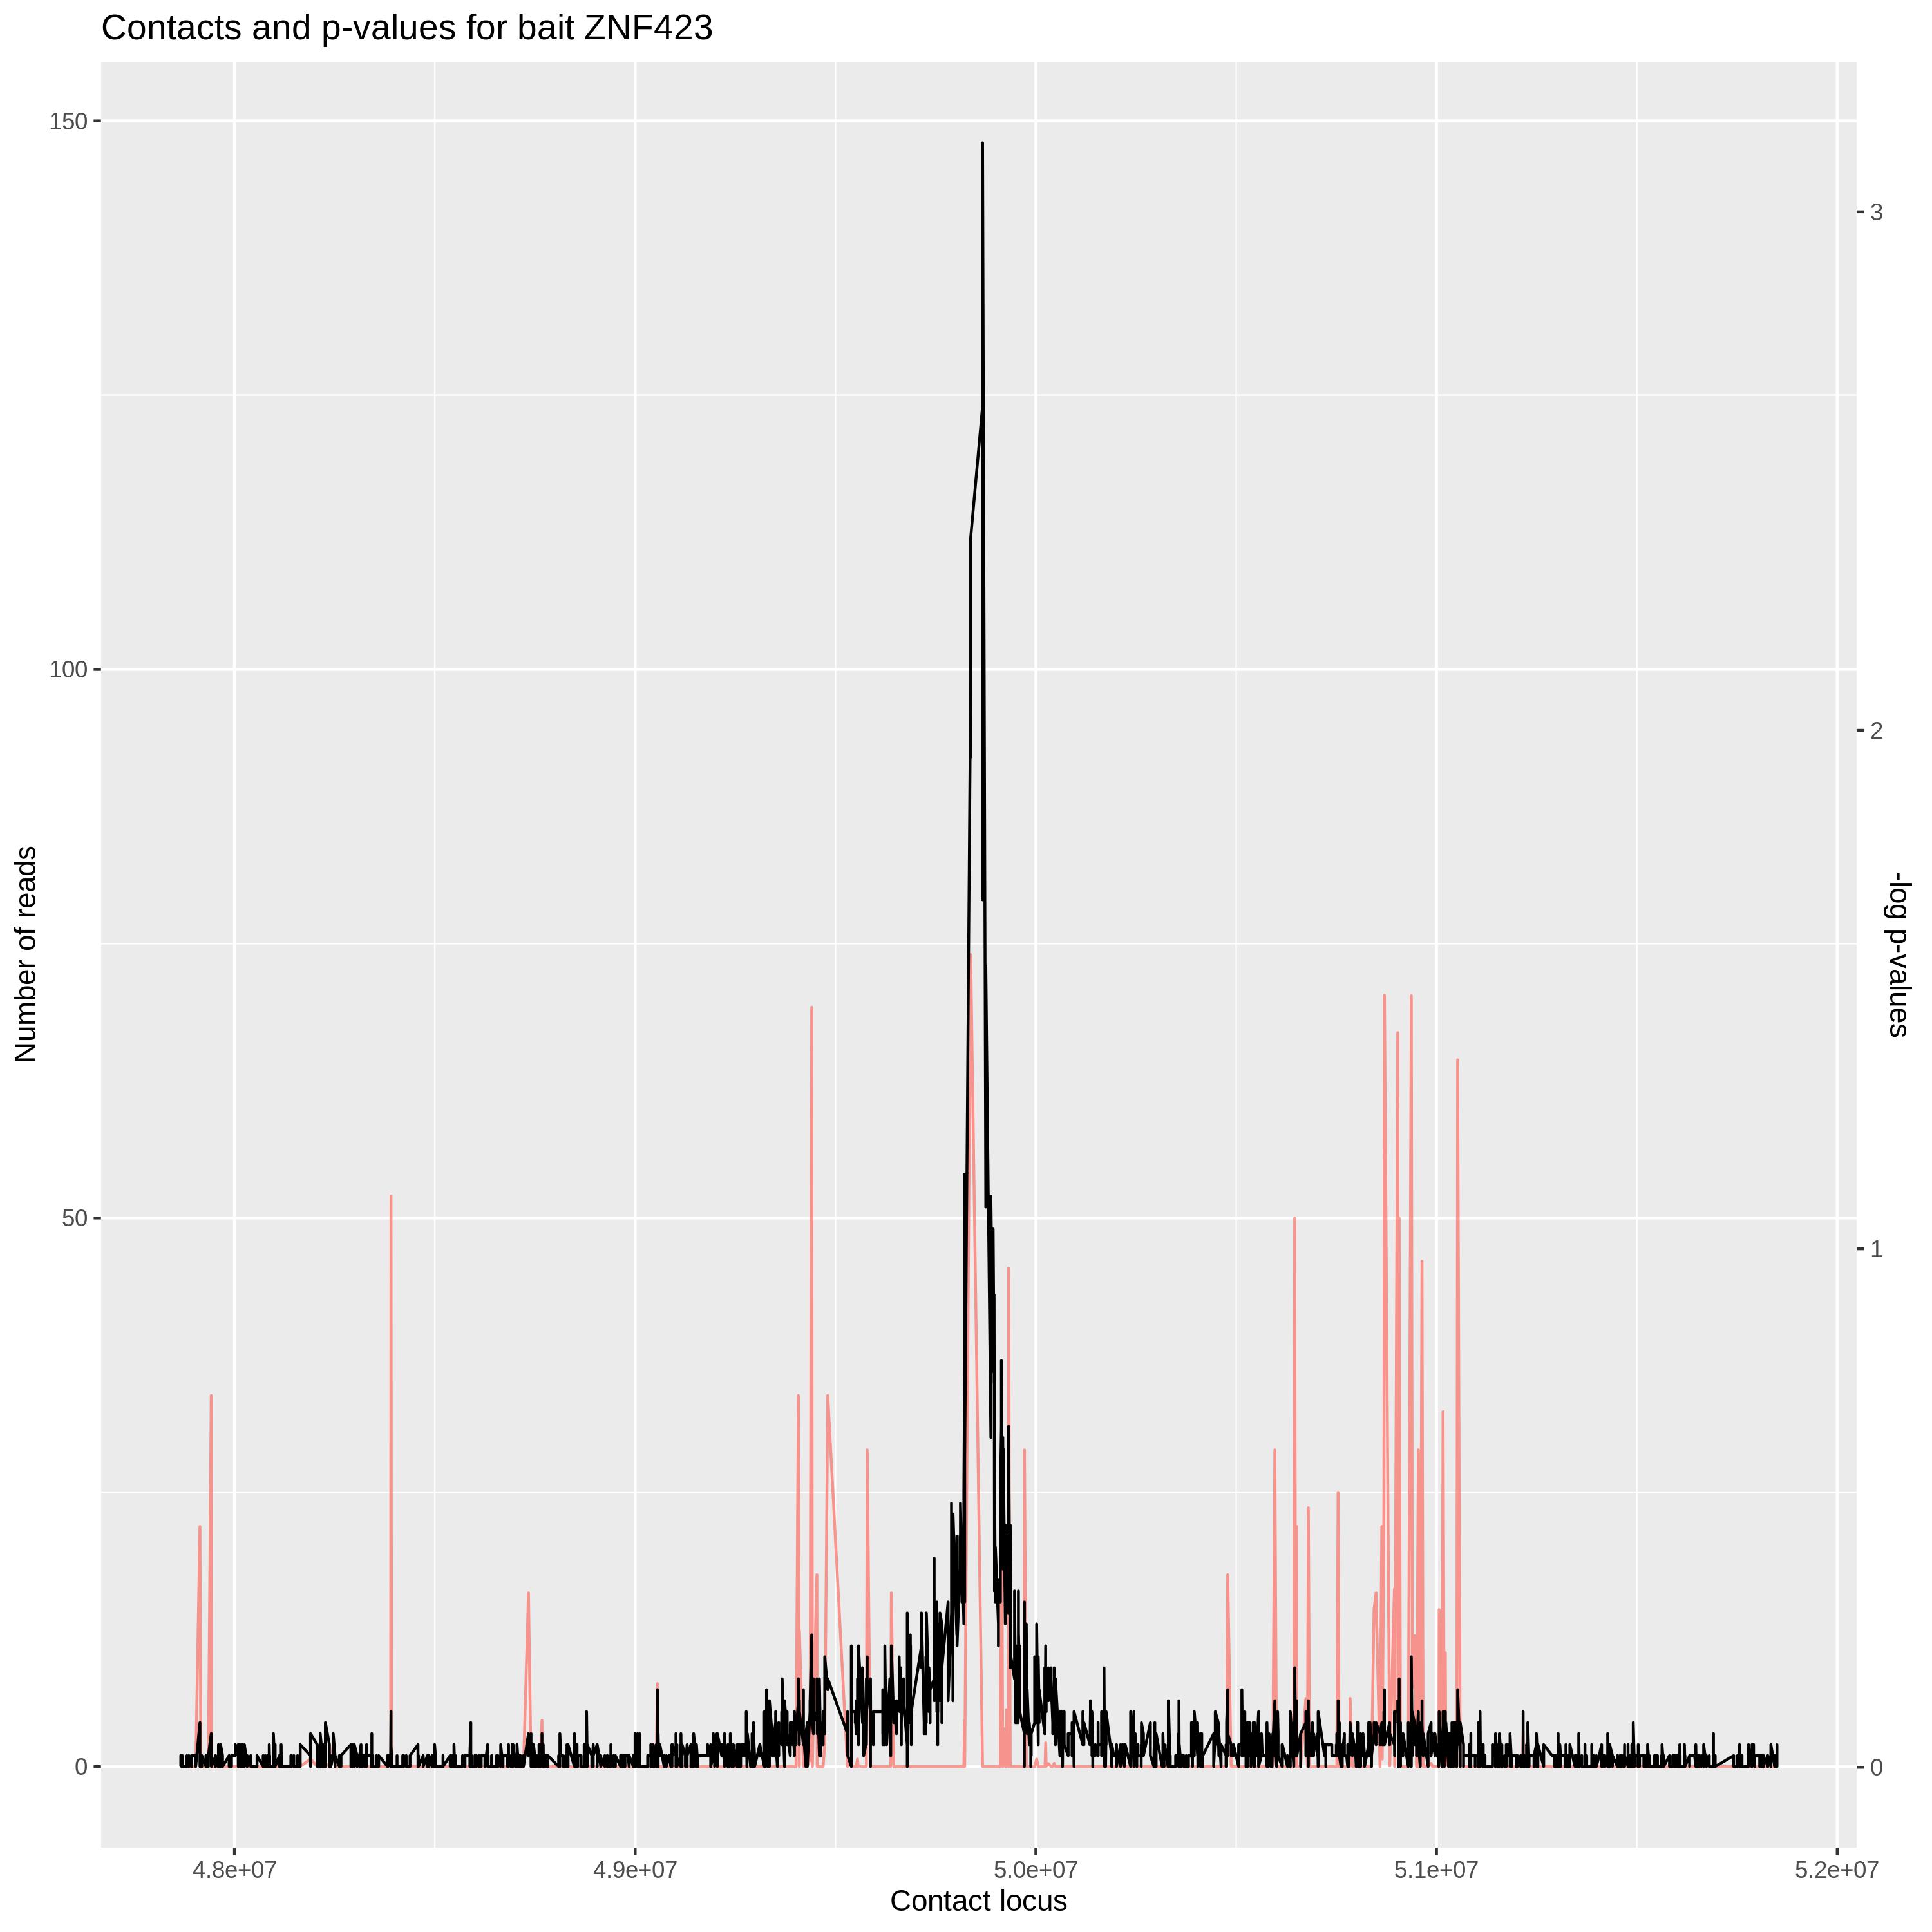 Contacts and p-values for bait ZNF423
150
100
50
0
Number of reads
3
2
1
0
-log p-values
4.8e+07 4.9e+07 5.0e+07 5.1e+07 5.2e+07
Contact locus